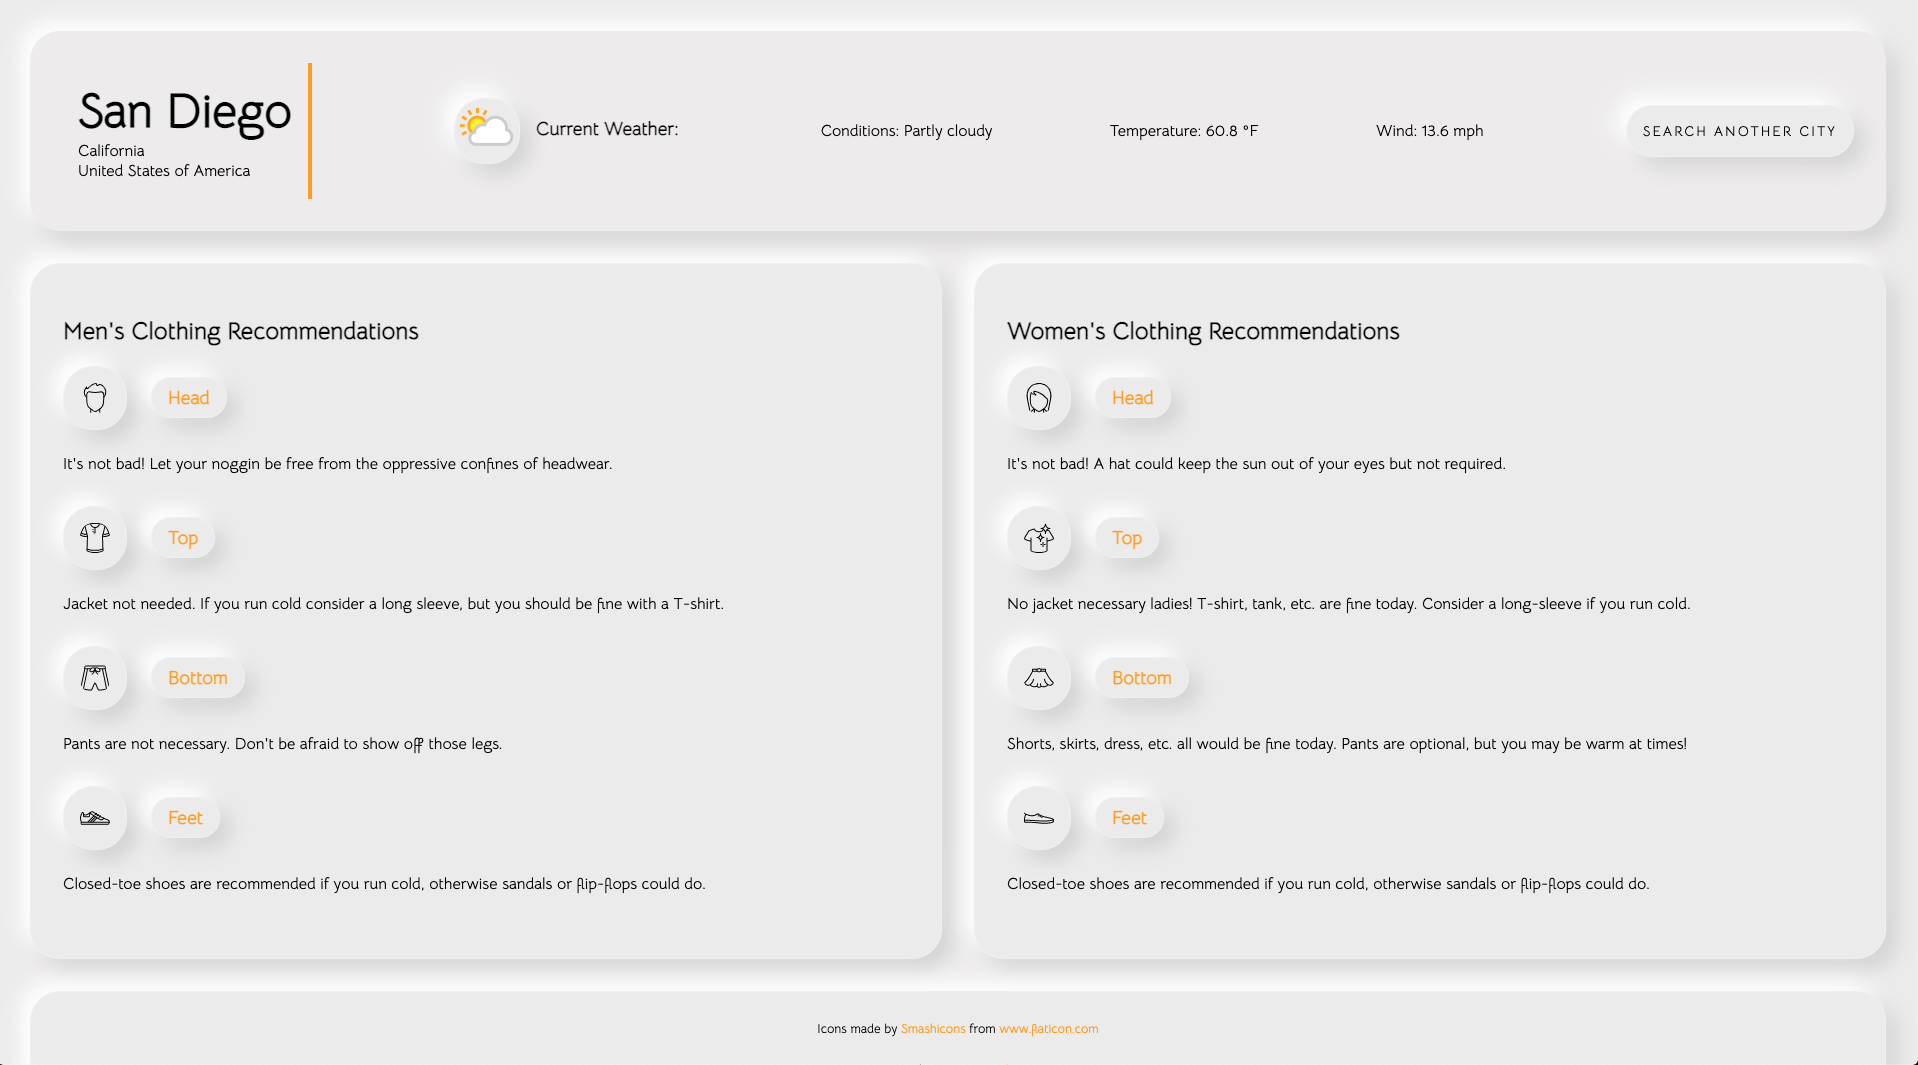 San Diego
California
United States of America
Current Weather:
Conditions: Partly cloudy
Temperature: 60.8 °F
Wind: 13.6 mph
SEARCH ANOTHER CITY
Men's Clothing Recommendations
Head
It's not bad! Let your noggin be free from the oppressive confines of headwear.
Top
Jacket not needed. If you run cold consider a long sleeve, but you should be fine with a T-shirt.
Bottom
Pants are not necessary. Don't be afraid to show off those legs.
Feet
Closed-toe shoes are recommended if you run cold, otherwise sandals or flip-flops could do.
Women's Clothing Recommendations
Head
It's not bad! A hat could keep the sun out of your eyes but not required.
Top
No jacket necessary ladies! T-shirt, tank, etc. are fine today. Consider a long-sleeve if you run cold.
Bottom
Shorts, skirts, dress, etc. all would be fine today. Pants are optional, but you may be warm at times!
Feet
Closed-toe shoes are recommended if you run cold, otherwise sandals or flip-flops could do.
Icons made by Smashicons from www.flaticon.com